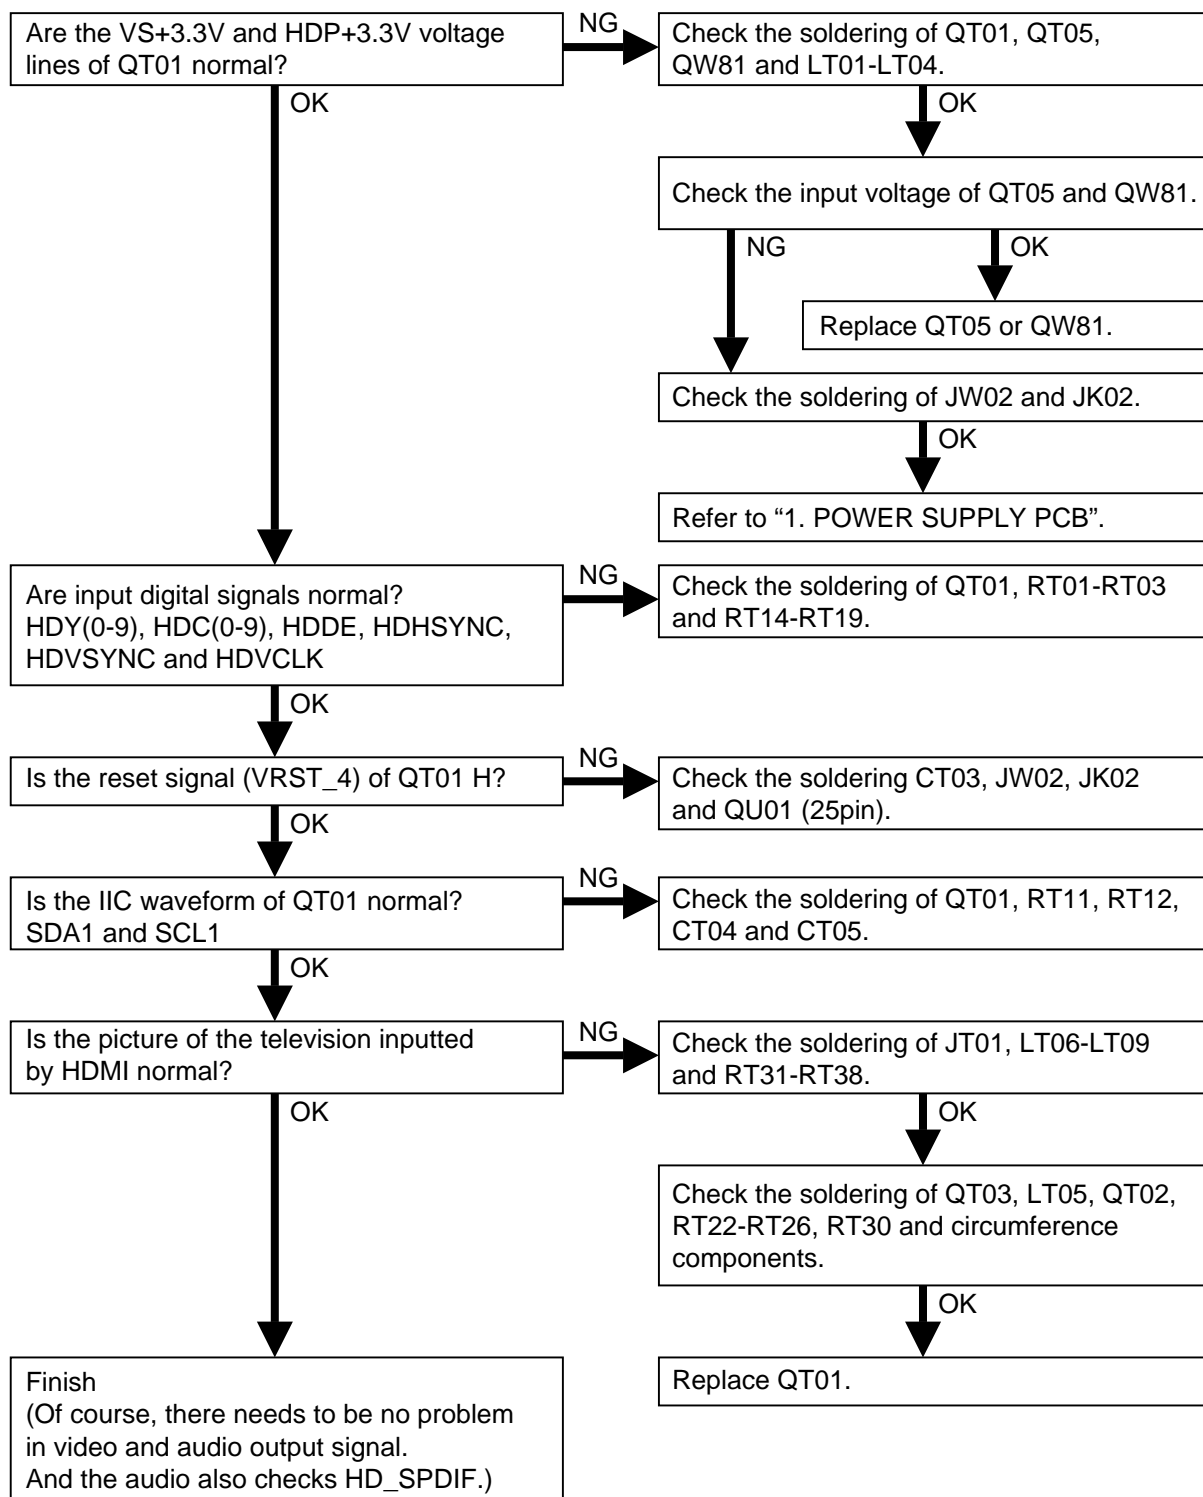 Are the VS+3.3V and HDP+3.3V voltage
lines of QT01 normal?
NG
Check the soldering of QT01, QT05,
QW81 and LT01-LT04.
OK
OK
Check the input voltage of QT05 and QW81.
NG
OK
Replace QT05 or QW81.
Check the soldering of JW02 and JK02.
OK
Refer to “1. POWER SUPPLY PCB”.
Are input digital signals normal?
HDY(0-9), HDC(0-9), HDDE, HDHSYNC,
HDVSYNC and HDVCLK
NG
Check the soldering of QT01, RT01-RT03
and RT14-RT19.
OK
Is the reset signal (VRST_4) of QT01 H?
NG
Check the soldering CT03, JW02, JK02
and QU01 (25pin).
OK
Is the IIC waveform of QT01 normal?
SDA1 and SCL1
NG
Check the soldering of QT01, RT11, RT12,
CT04 and CT05.
OK
Is the picture of the television inputted
by HDMI normal?
NG
Check the soldering of JT01, LT06-LT09
and RT31-RT38.
OK
OK
Check the soldering of QT03, LT05, QT02,
RT22-RT26, RT30 and circumference
components.
OK
Replace QT01.
Finish
(Of course, there needs to be no problem
in video and audio output signal.
And the audio also checks HD_SPDIF.)